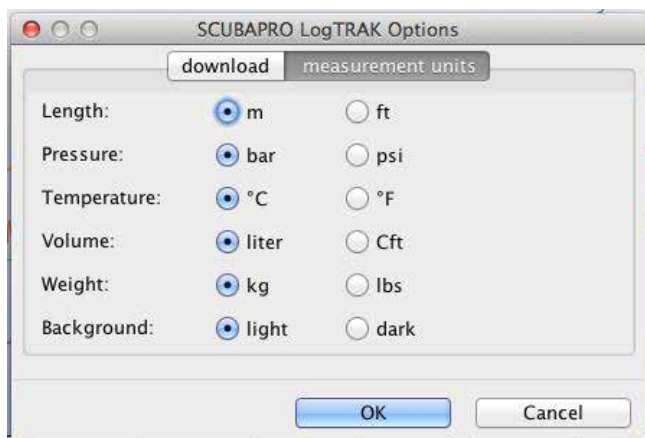 SCUBAPRO LogTRAK Options
download measurement units
Length: m ft
Pressure: bar psi
Temperature: °C °F
Volume: liter Cft
Weight: kg lbs
Background: light dark
OK Cancel